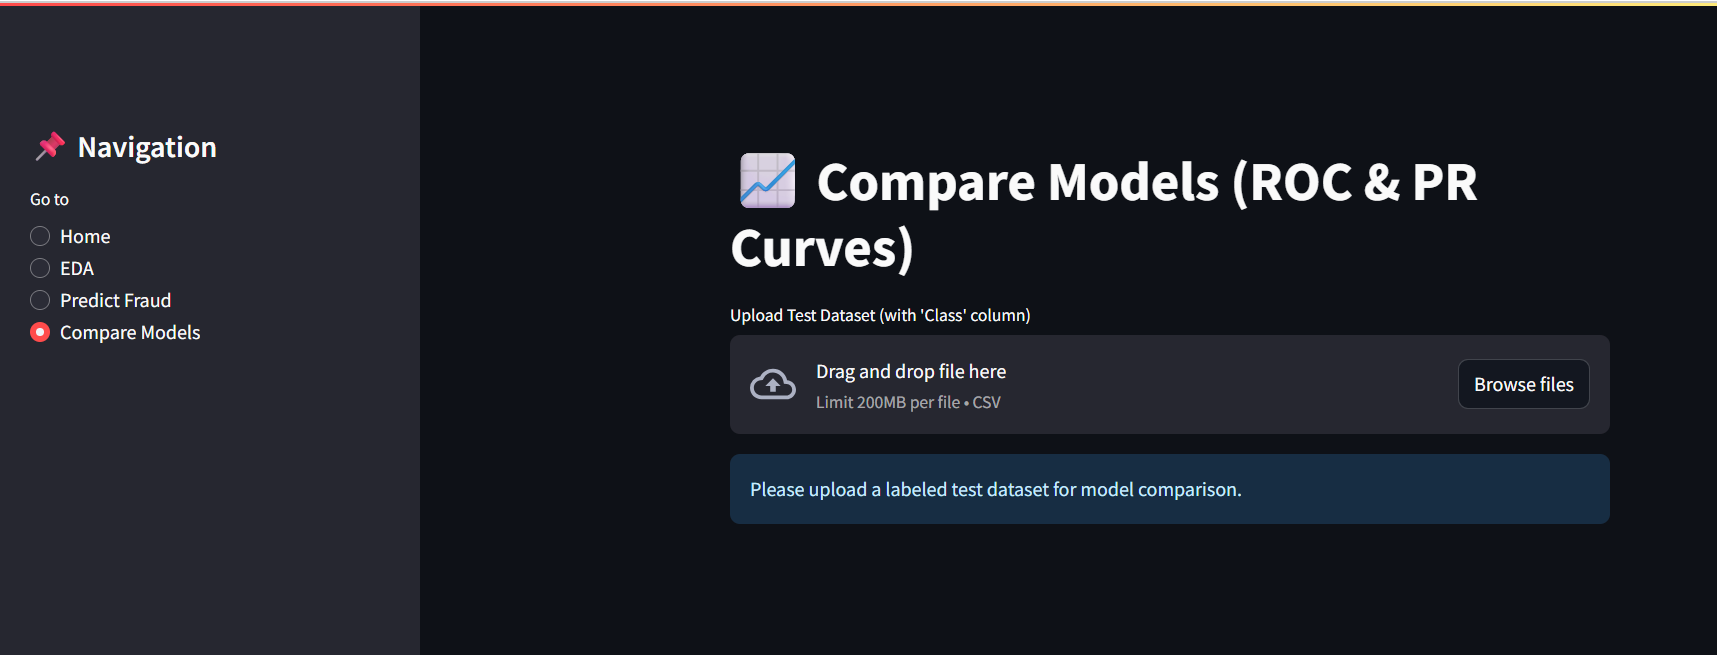 Navigation
Go to
Home
EDA
Predict Fraud
Compare Models
Compare Models (ROC & PR
Curves)
Upload Test Dataset (with 'Class' column)
Drag and drop file here
Limit 200MB per file • CSV
Browse files
Please upload a labeled test dataset for model comparison.